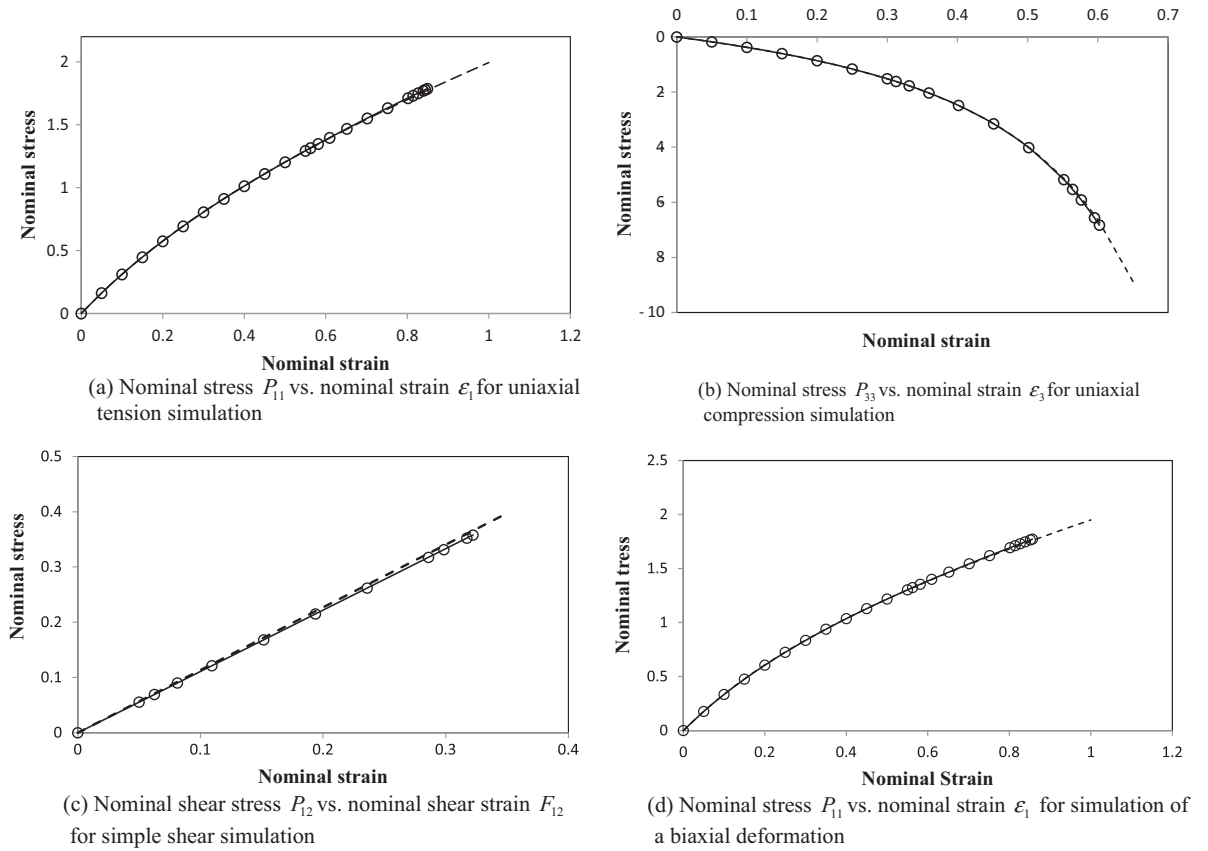 2
1.5
1
0.5
0
0 0.2 0.4 0.6 0.8 1 1.2
Nominal stress
Nominal strain
(a) Nominal stress P₁₁ vs. nominal strain ε₁ for uniaxial
tension simulation
0 0.1 0.2 0.3 0.4 0.5 0.6 0.7
0
2
4
6
8
- 10
Nominal stress
Nominal strain
(b) Nominal stress P₃₃ vs. nominal strain ε₃ for uniaxial
compression simulation
0.5
0.4
0.3
0.2
0.1
0
0 0.1 0.2 0.3 0.4
Nominal stress
Nominal strain
(c) Nominal shear stress P₁₂ vs. nominal shear strain F₁₂
for simple shear simulation
2.5
2
1.5
1
0.5
0
0 0.2 0.4 0.6 0.8 1 1.2
Nominal tress
Nominal Strain
(d) Nominal stress P₁₁ vs. nominal strain ε₁ for simulation of
a biaxial deformation